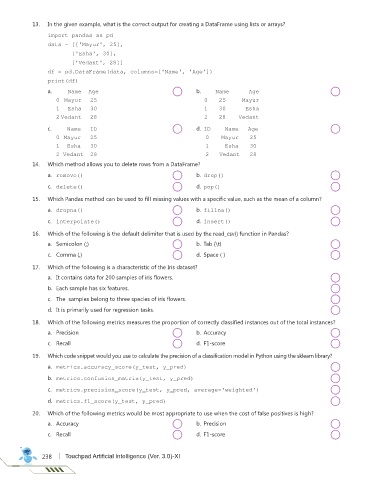 13. In the given example, what is the correct output for creating a DataFrame using lists or arrays?
import pandas as pd
data = [['Mayur', 25],
['Esha', 30],
['Vedant', 28]]
df = pd.DataFrame(data, columns=['Name', 'Age'])
print(df)
a. Name Age b. Name Age
0 Mayur 25 0 25 Mayur
1 Esha 30 1 30 Esha
2 Vedant 28 2 28 Vedant
c. Name ID d. ID Name Age
0 Mayur 25 0 Mayur 25
1 Esha 30 1 Esha 30
2 Vedant 28 2 Vedant 28
14. Which method allows you to delete rows from a DataFrame?
a. remove() b. drop()
c. delete() d. pop()
15. Which Pandas method can be used to fill missing values with a specific value, such as the mean of a column?
a. dropna() b. fillna()
c. interpolate() d. insert()
16. Which of the following is the default delimiter that is used by the read_csv() function in Pandas?
a. Semicolon (;) b. Tab (\t)
c. Comma (,) d. Space ( )
17. Which of the following is a characteristic of the Iris dataset?
a. It contains data for 200 samples of iris flowers.
b. Each sample has six features.
c. The samples belong to three species of iris flowers.
d. It is primarily used for regression tasks.
18. Which of the following metrics measures the proportion of correctly classified instances out of the total instances?
a. Precision b. Accuracy
c. Recall d. F1-score
19. Which code snippet would you use to calculate the precision of a classification model in Python using the sklearn library?
a. metrics.accuracy_score(y_test, y_pred)
b. metrics.confusion_matrix(y_test, y_pred)
c. metrics.precision_score(y_test, y_pred, average='weighted')
d. metrics.f1_score(y_test, y_pred)
20. Which of the following metrics would be most appropriate to use when the cost of false positives is high?
a. Accuracy b. Precision
c. Recall d. F1-score
238 Touchpad Artificial Intelligence (Ver. 3.0)-XI